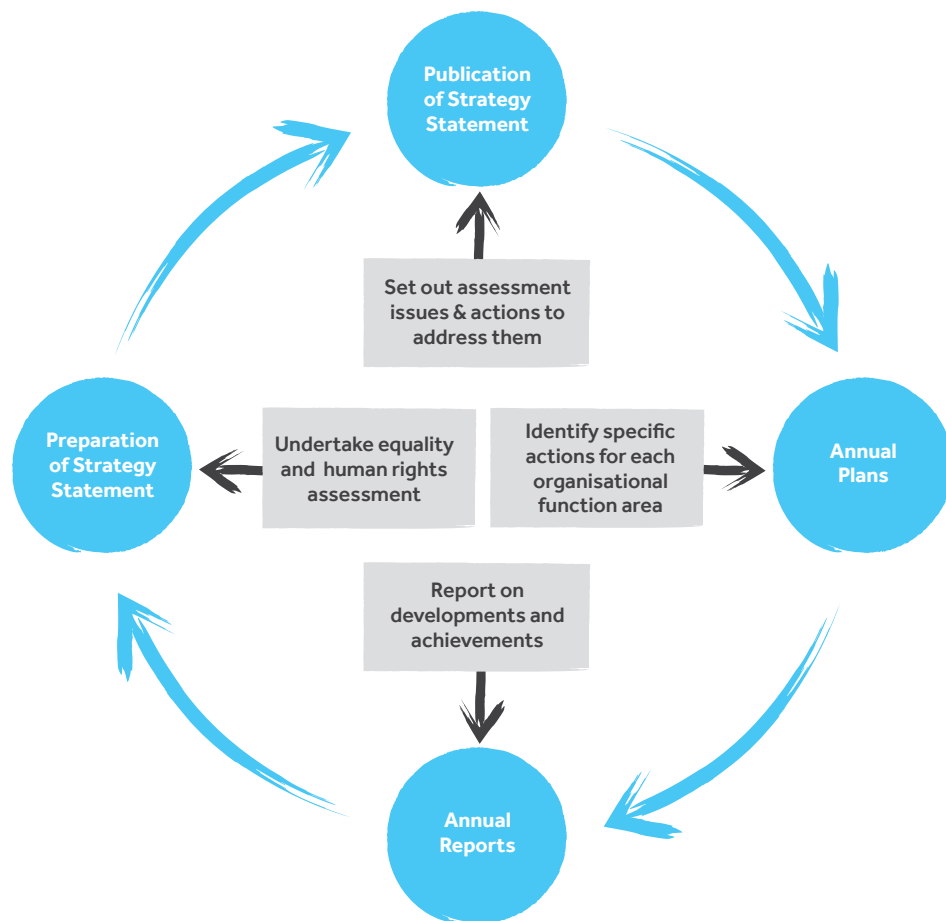 Publication
of Strategy
Statement
Set out assessment
issues & actions to
address them
Preparation
of Strategy
Statement
Undertake equality
and human rights
assessment
Identify specific
actions for each
organisational
function area
Annual
Plans
Report on
developments and
achievements
Annual
Reports